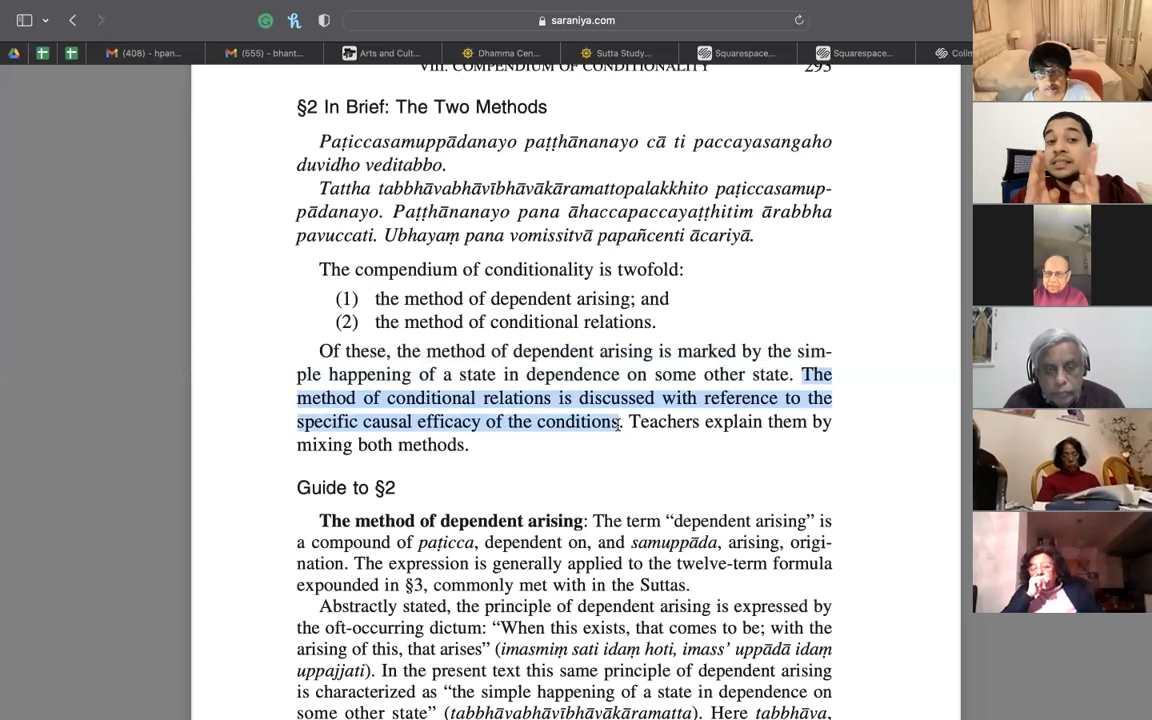 saraniya.com
(408) - hpan...
(555) - bhant...
Arts and Cult...
Dhamma Cen...
Sutta Study...
Squarespace...
Squarespace...
Colim
VIII. COMPENDIUM OF CONDITIONALITY 293
§2 In Brief: The Two Methods
Paṭiccasamuppādanayo paṭṭhānanayo cā ti paccayasangaho
duvidho veditabbo.
Tattha tabbhāvabhāvībhāvākāramattopalakkhito paṭiccasamup-
pādanayo. Paṭṭhānanayo pana āhaccapaccayaṭṭhitim ārabbha
pavuccati. Ubhayaṃ pana vomissitvā papañcenti ācariyā.
The compendium of conditionality is twofold:
(1) the method of dependent arising; and
(2) the method of conditional relations.
Of these, the method of dependent arising is marked by the sim-
ple happening of a state in dependence on some other state. The
method of conditional relations is discussed with reference to the
specific causal efficacy of the conditions. Teachers explain them by
mixing both methods.
Guide to §2
The method of dependent arising: The term “dependent arising” is
a compound of paṭicca, dependent on, and samuppāda, arising, origi-
nation. The expression is generally applied to the twelve-term formula
expounded in §3, commonly met with in the Suttas.
Abstractly stated, the principle of dependent arising is expressed by
the oft-occurring dictum: “When this exists, that comes to be; with the
arising of this, that arises” (imasmiṃ sati idaṃ hoti, imass’ uppādā idaṃ
uppajjati). In the present text this same principle of dependent arising
is characterized as “the simple happening of a state in dependence on
some other state” (tabbhāvabhāvībhāvākāramatta). Here tabbhāva,